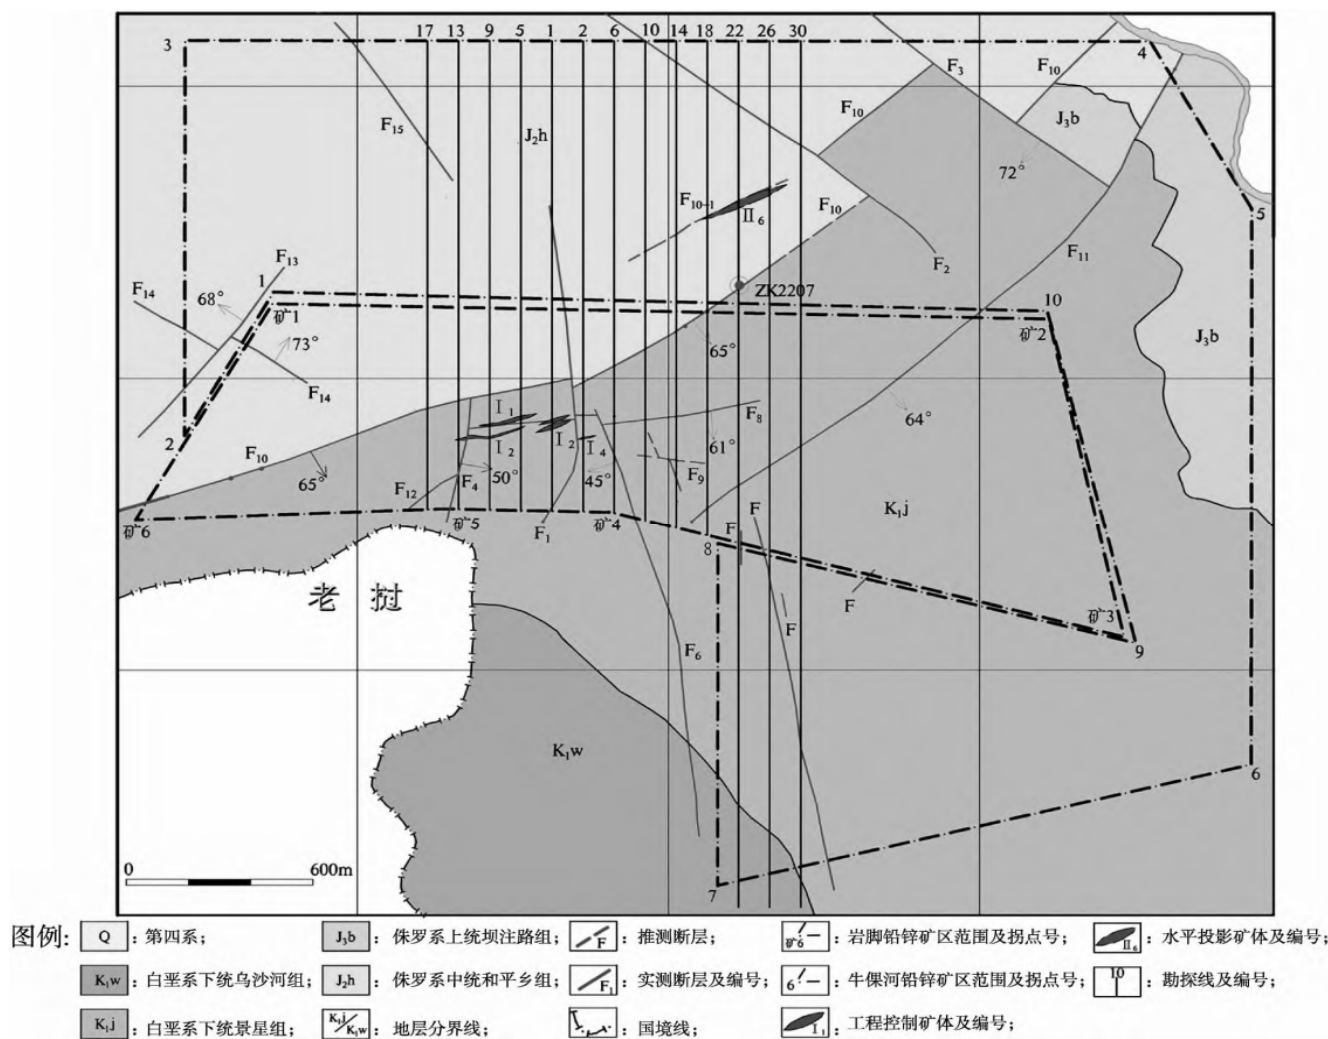 3
17 13 9 5 1 2 6 10 14 18 22 26 30
4
F3
F10
F15
J2h
F10
J3b
72°
F10-1
II6
F10
5
F2
F11
F13
1
F14
68°
矿1
ZK2207
10
矿2
73°
65°
J3b
F14
I1
F8
2
I2
I2
I4
61°
64°
F10
65°
50°
45°
F9
F12
F4
K1j
矿6
矿5
F1
矿4
8
F
F
老挝
F
矿3
F
9
F6
K1w
6
7
0 600m
图例:
Q :第四系;
J3b :侏罗系上统坝注路组;
F :推测断层;
矿6 :岩脚铅锌矿区范围及拐点号;
II6 :水平投影矿体及编号;
K1w :白垩系下统乌沙河组;
J2h :侏罗系中统和平乡组;
F1 :实测断层及编号;
6 :牛倮河铅锌矿区范围及拐点号;
10 :勘探线及编号;
K1j :白垩系下统景星组;
K1j K1w :地层分界线;
:国境线;
I1 :工程控制矿体及编号;